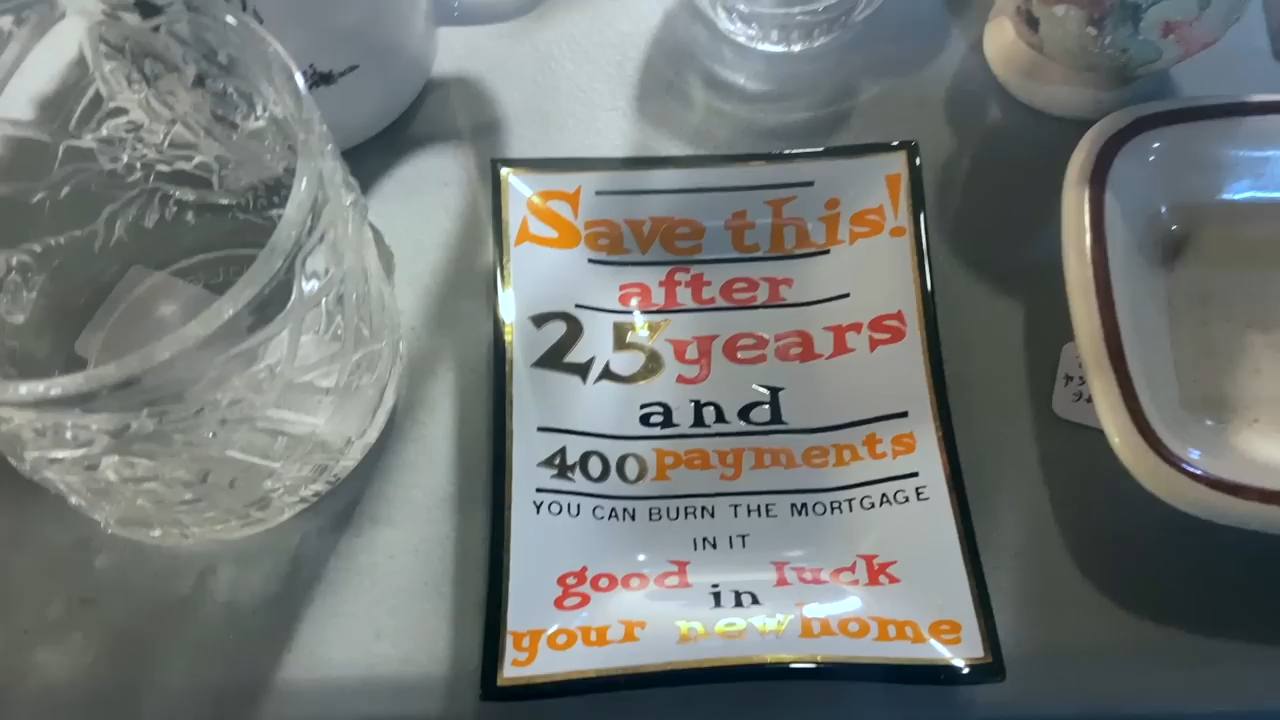 Save this!
after
25 years
and
400 payments
YOU CAN BURN THE MORTGAGE
IN IT
good luck
in
your new home